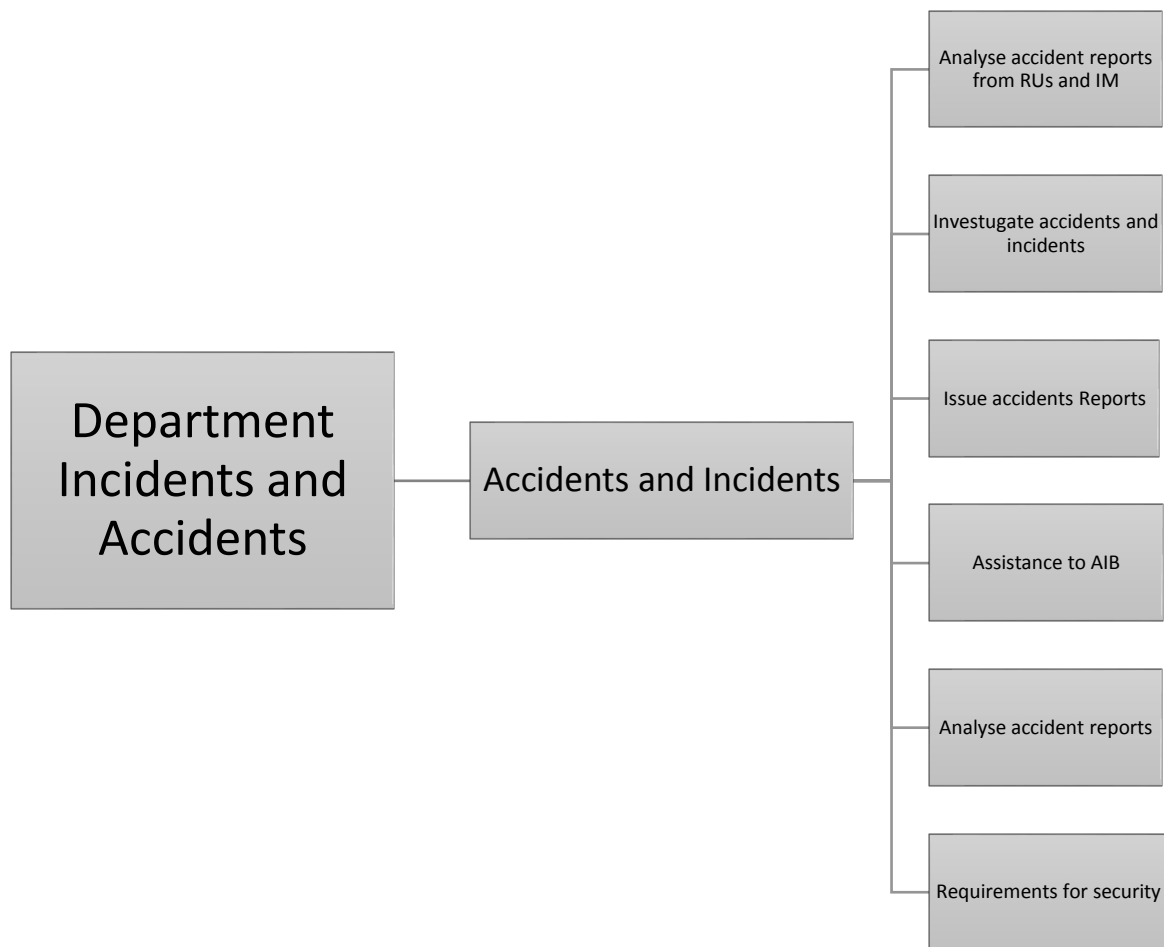 Department
Incidents and
Accidents
Accidents and Incidents
Analyse accident reports
from RUs and IM
Investugate accidents and
incidents
Issue accidents Reports
Assistance to AIB
Analyse accident reports
Requirements for security